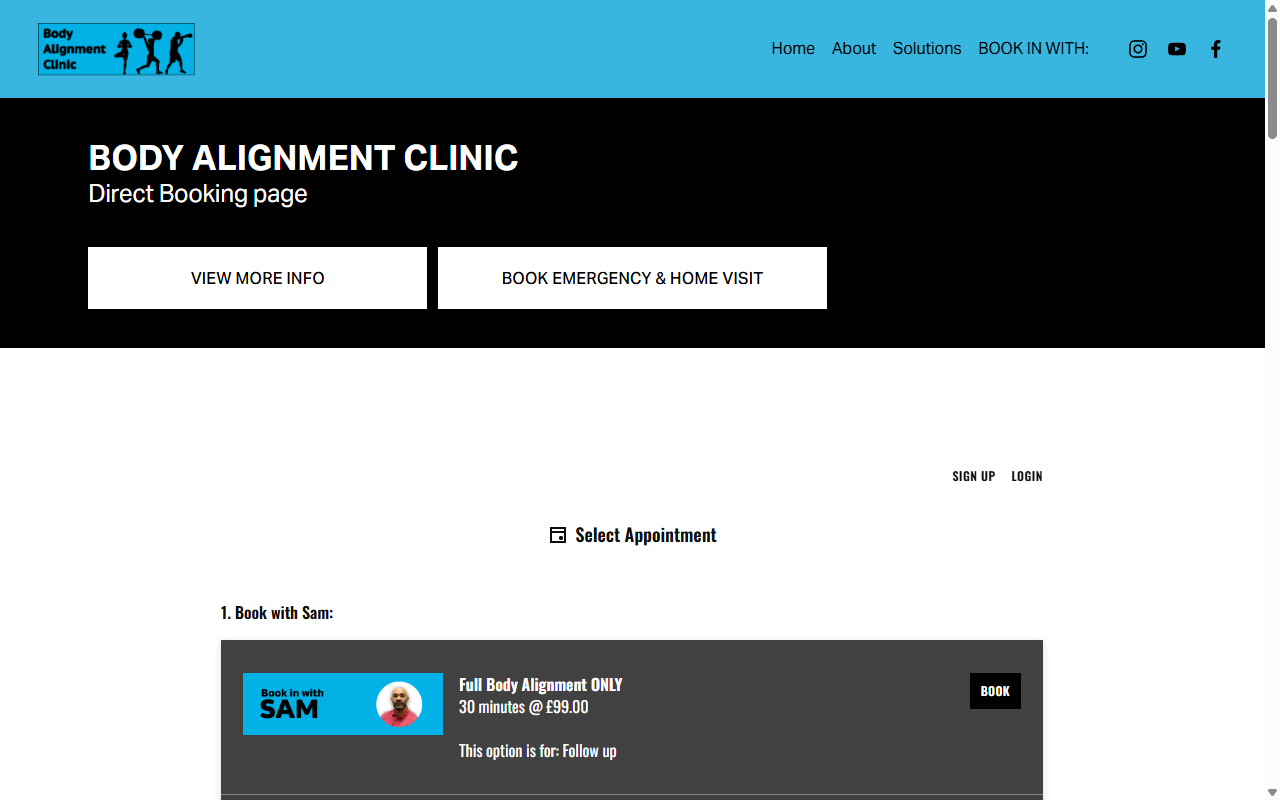 Body
Alignment
Clinic
Home About Solutions BOOK IN WITH:
BODY ALIGNMENT CLINIC
Direct Booking page
VIEW MORE INFO
BOOK EMERGENCY & HOME VISIT
SIGN UP LOGIN
Select Appointment
1. Book with Sam:
Book in with
SAM
Full Body Alignment ONLY
30 minutes @ £99.00
This option is for: Follow up
BOOK